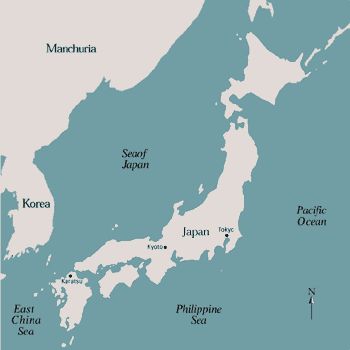 Manchuria
Seaof
Japan
Korea
Japan
Tokyo
Pacific
Ocean
Kyoto
Karatsu
N
East
China
Sea
Philippine
Sea